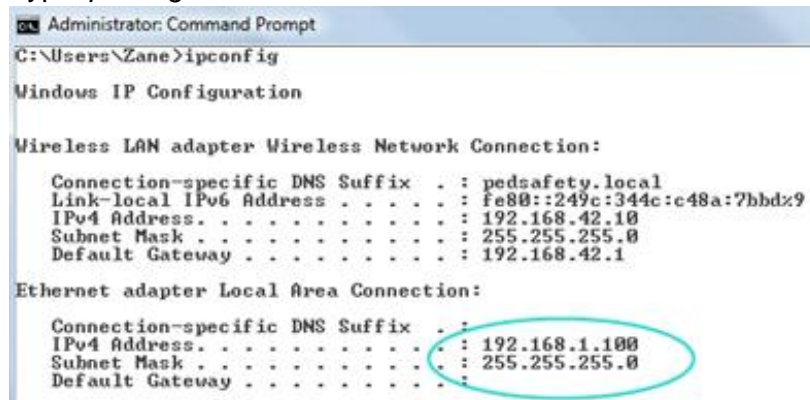 Administrator: Command Prompt
C:\Users\Zane>ipconfig
Windows IP Configuration
Wireless LAN adapter Wireless Network Connection:
Connection-specific DNS Suffix . : pedsafety.local
Link-local IPv6 Address . . . . . : fe80::249c:344c:c48a:7bbd%9
IPv4 Address. . . . . . . . . . . : 192.168.42.10
Subnet Mask . . . . . . . . . . . : 255.255.255.0
Default Gateway . . . . . . . . . : 192.168.42.1
Ethernet adapter Local Area Connection:
Connection-specific DNS Suffix . :
IPv4 Address. . . . . . . . . . . : 192.168.1.100
Subnet Mask . . . . . . . . . . . : 255.255.255.0
Default Gateway . . . . . . . . . :